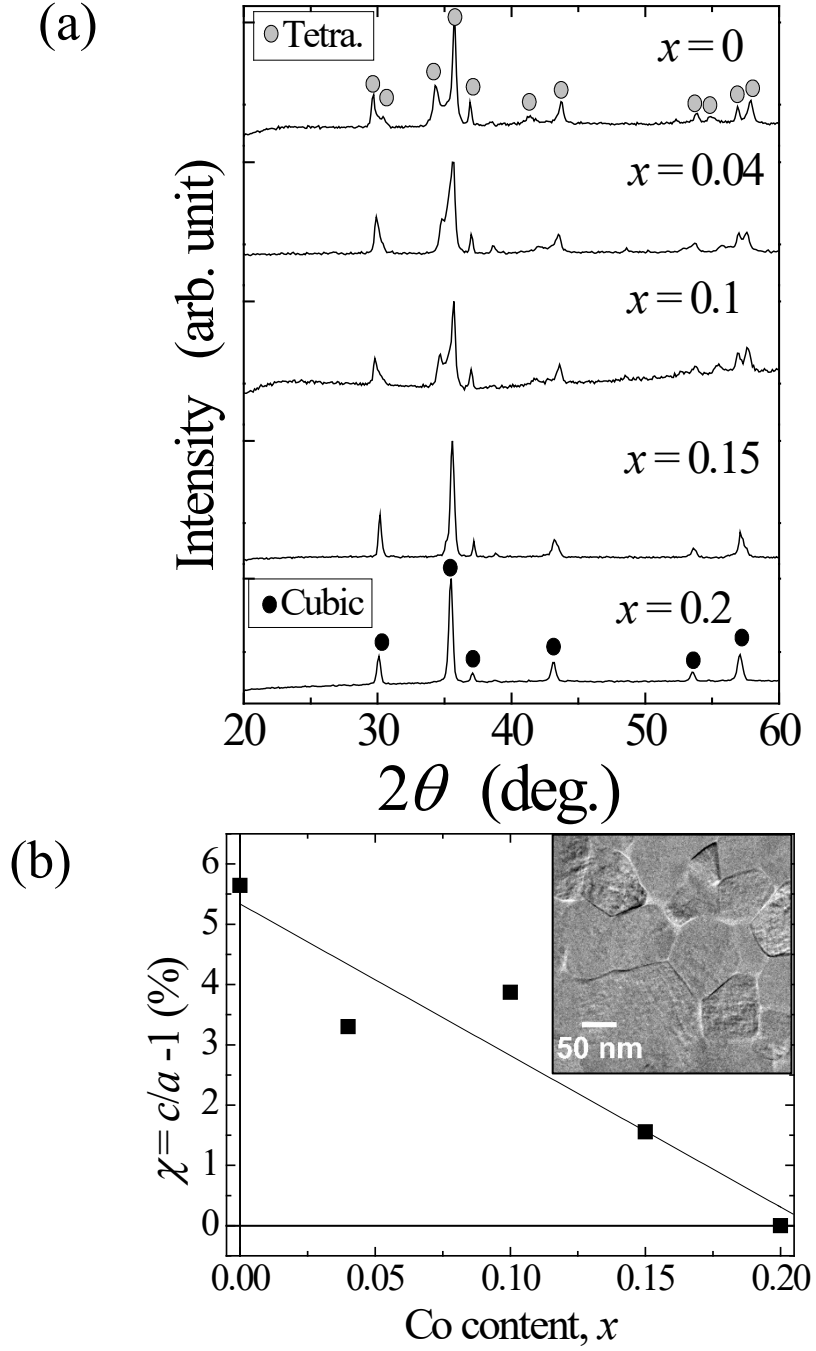 (a)
Tetra.
x = 0
x = 0.04
x = 0.1
x = 0.15
Cubic
x = 0.2
Intensity (arb. unit)
20 30 40 50 60
2θ (deg.)
(b)
6
5
4
3
2
1
0
χ= c/a -1 (%)
50 nm
0.00 0.05 0.10 0.15 0.20
Co content, x